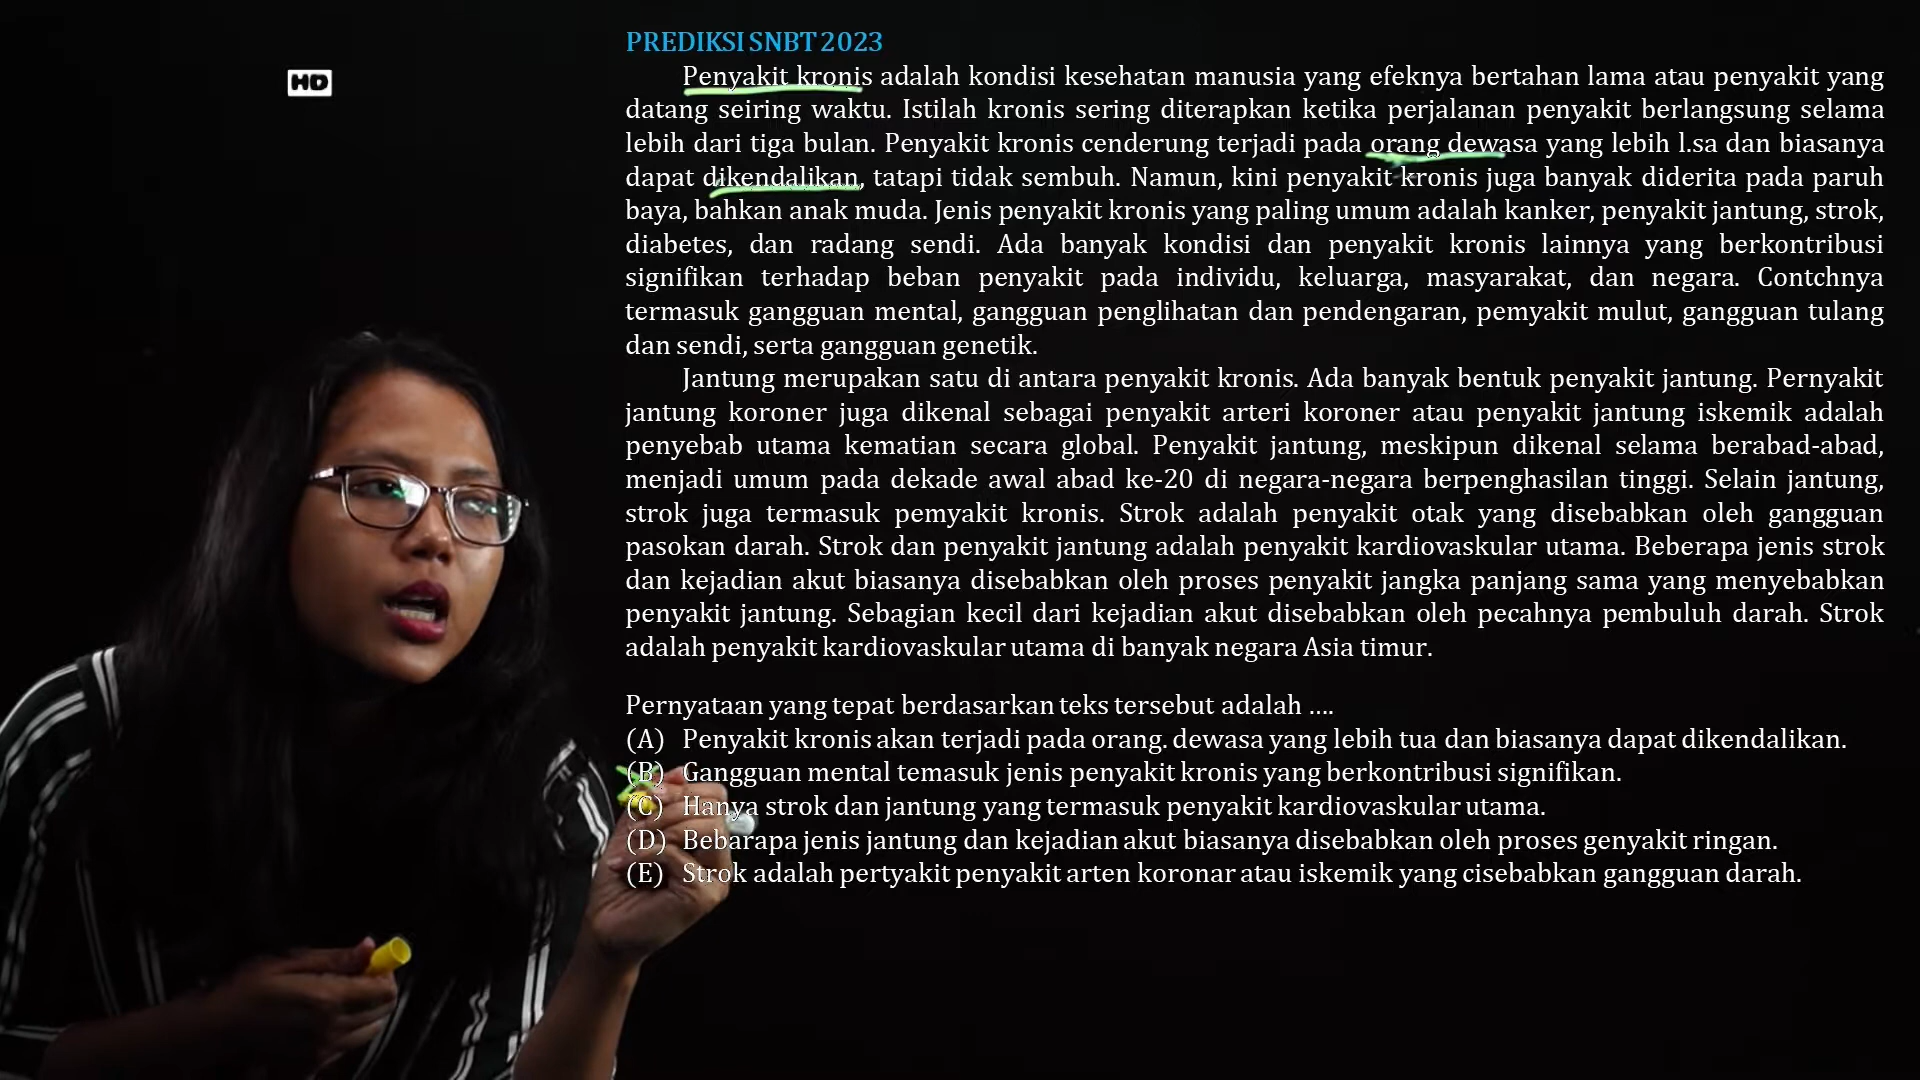 HD
PREDIKSI SNBT 2023
Penyakit kronis adalah kondisi kesehatan manusia yang efeknya bertahan lama atau penyakit yang
datang seiring waktu. Istilah kronis sering diterapkan ketika perjalanan penyakit berlangsung selama
lebih dari tiga bulan. Penyakit kronis cenderung terjadi pada orang dewasa yang lebih l.sa dan biasanya
dapat dikendalikan, tatapi tidak sembuh. Namun, kini penyakit kronis juga banyak diderita pada paruh
baya, bahkan anak muda. Jenis penyakit kronis yang paling umum adalah kanker, penyakit jantung, strok,
diabetes, dan radang sendi. Ada banyak kondisi dan penyakit kronis lainnya yang berkontribusi
signifikan terhadap beban penyakit pada individu, keluarga, masyarakat, dan negara. Contchnya
termasuk gangguan mental, gangguan penglihatan dan pendengaran, pemyakit mulut, gangguan tulang
dan sendi, serta gangguan genetik.
Jantung merupakan satu di antara penyakit kronis. Ada banyak bentuk penyakit jantung. Pernyakit
jantung koroner juga dikenal sebagai penyakit arteri koroner atau penyakit jantung iskemik adalah
penyebab utama kematian secara global. Penyakit jantung, meskipun dikenal selama berabad-abad,
menjadi umum pada dekade awal abad ke-20 di negara-negara berpenghasilan tinggi. Selain jantung,
strok juga termasuk pemyakit kronis. Strok adalah penyakit otak yang disebabkan oleh gangguan
pasokan darah. Strok dan penyakit jantung adalah penyakit kardiovaskular utama. Beberapa jenis strok
dan kejadian akut biasanya disebabkan oleh proses penyakit jangka panjang sama yang menyebabkan
penyakit jantung. Sebagian kecil dari kejadian akut disebabkan oleh pecahnya pembuluh darah. Strok
adalah penyakit kardiovaskular utama di banyak negara Asia timur.
Pernyataan yang tepat berdasarkan teks tersebut adalah ....
(A) Penyakit kronis akan terjadi pada orang. dewasa yang lebih tua dan biasanya dapat dikendalikan.
(B) Gangguan mental temasuk jenis penyakit kronis yang berkontribusi signifikan.
(C) Hanya strok dan jantung yang termasuk penyakit kardiovaskular utama.
(D) Bebarapa jenis jantung dan kejadian akut biasanya disebabkan oleh proses genyakit ringan.
(E) Strok adalah pertyakit penyakit arten koronar atau iskemik yang cisebabkan gangguan darah.